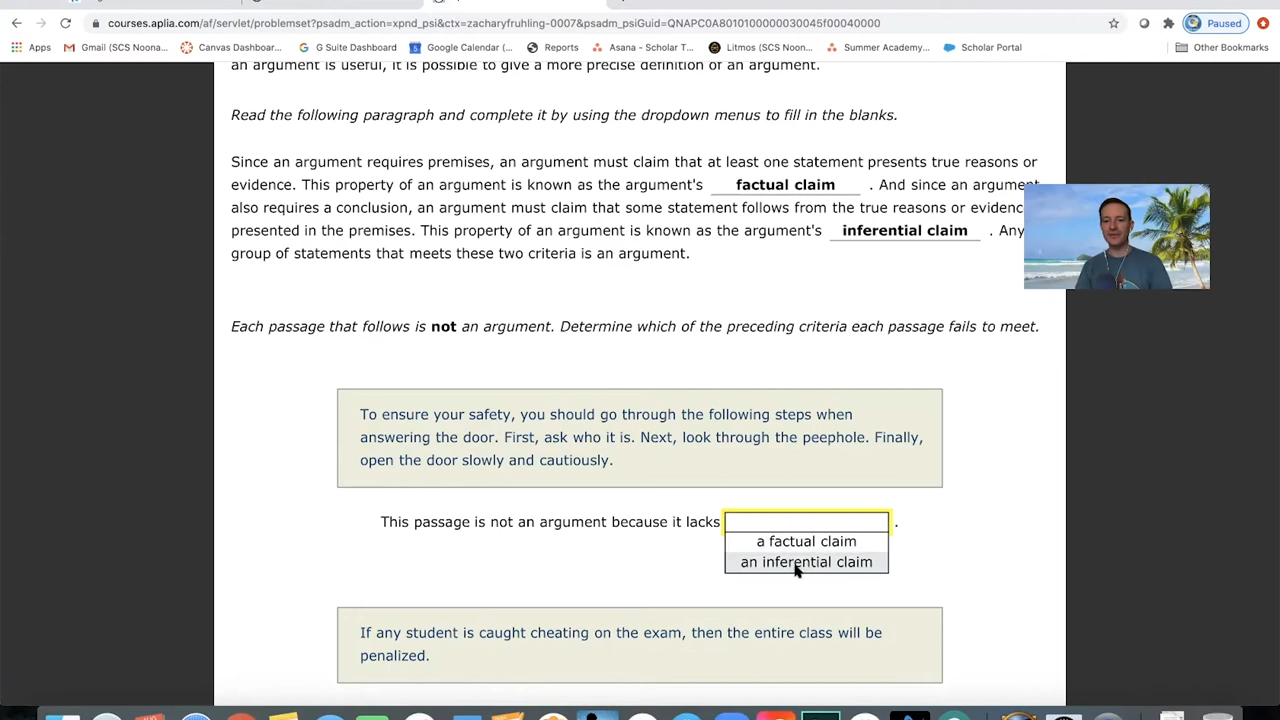 courses.aplia.com/af/servlet/problemset?psadm_action=xpnd_psi&ctx=zacharyfruhling-0007&psadm_psiGuid=QNAPC0A8010100000030045f00040000
Paused
Apps Gmail (SCS Noona... Canvas Dashboar... G Suite Dashboard Google Calendar (... Reports Asana - Scholar T... Litmos (SCS Noon... Summer Academy... Scholar Portal Other Bookmarks
an argument is useful, it is possible to give a more precise definition of an argument.
Read the following paragraph and complete it by using the dropdown menus to fill in the blanks.
Since an argument requires premises, an argument must claim that at least one statement presents true reasons or
evidence. This property of an argument is known as the argument's factual claim . And since an argument
also requires a conclusion, an argument must claim that some statement follows from the true reasons or evidenc
presented in the premises. This property of an argument is known as the argument's inferential claim . Any
group of statements that meets these two criteria is an argument.
Each passage that follows is not an argument. Determine which of the preceding criteria each passage fails to meet.
To ensure your safety, you should go through the following steps when
answering the door. First, ask who it is. Next, look through the peephole. Finally,
open the door slowly and cautiously.
This passage is not an argument because it lacks .
a factual claim
an inferential claim
If any student is caught cheating on the exam, then the entire class will be
penalized.